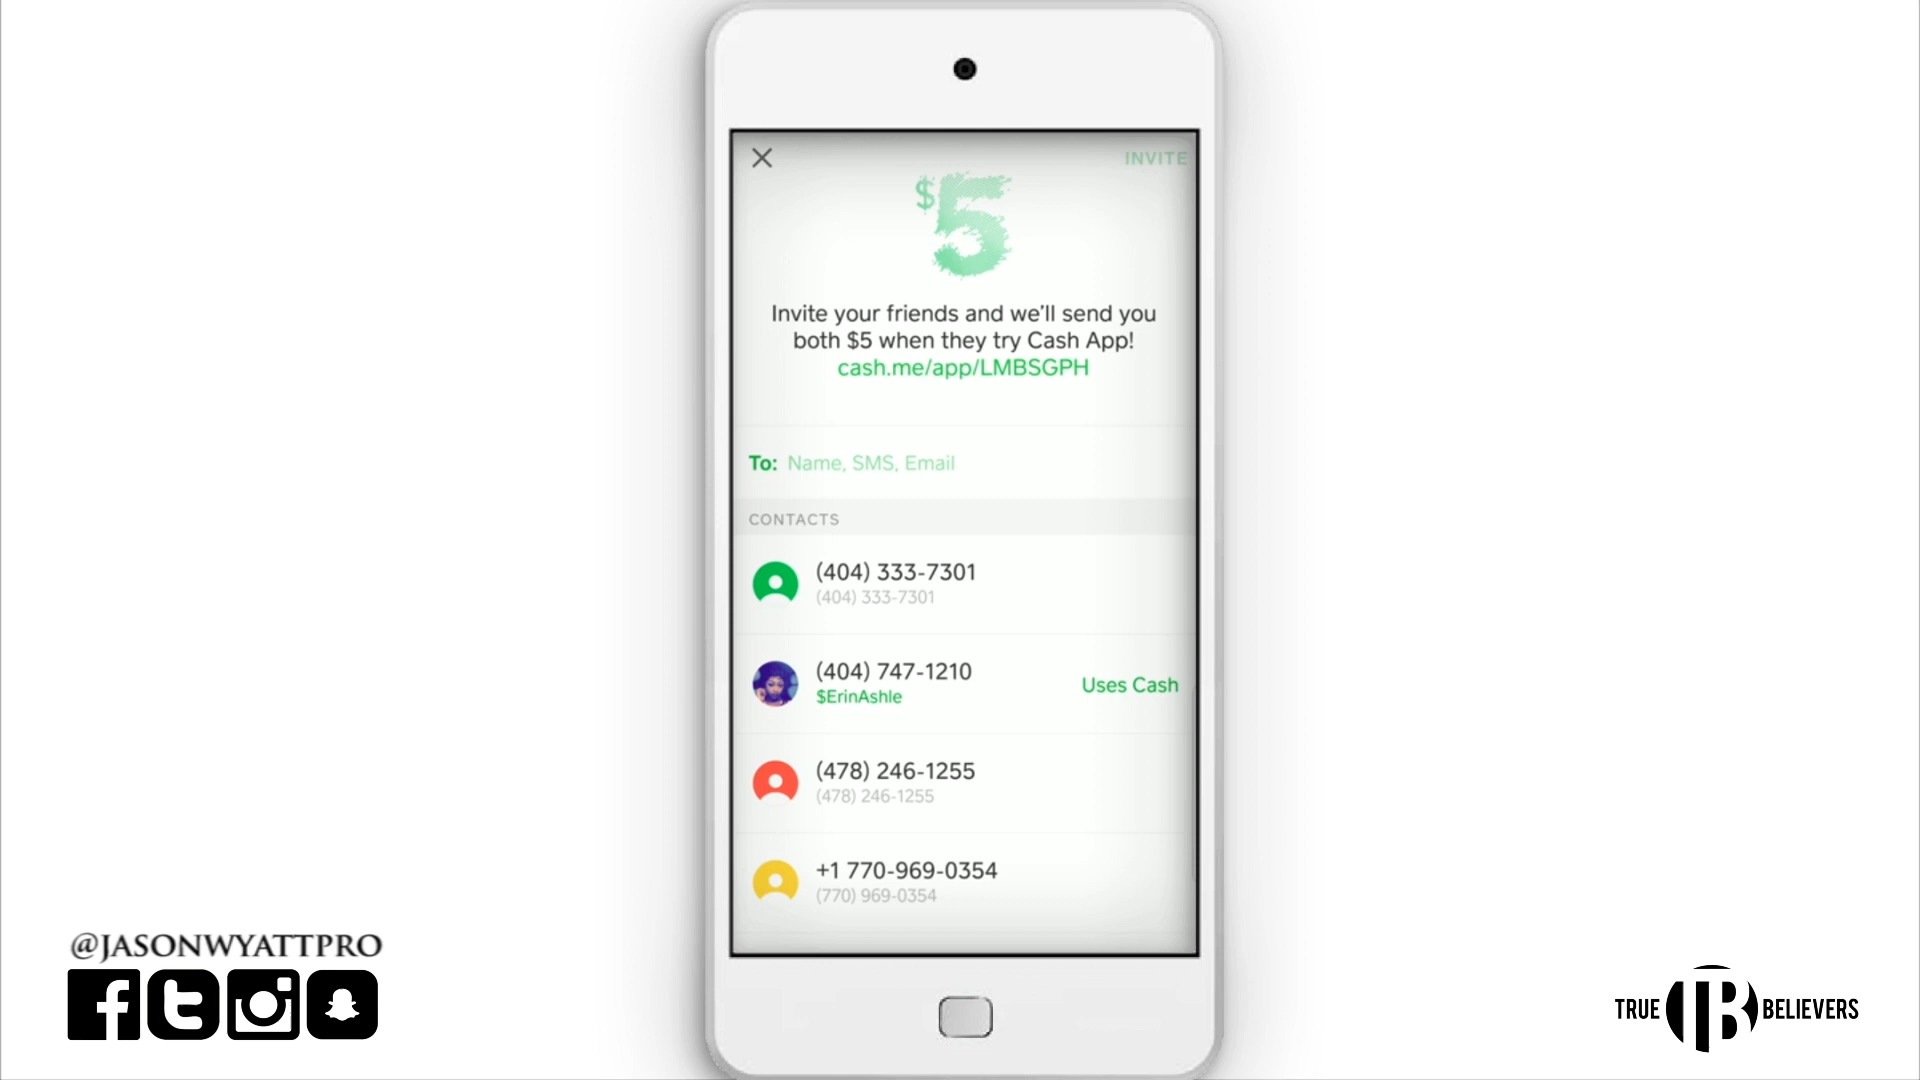 INVITE
$5
Invite your friends and we'll send you
both $5 when they try Cash App!
cash.me/app/LMBSGPH
To: Name, SMS, Email
CONTACTS
(404) 333-7301
(404) 333-7301
(404) 747-1210
$ErinAshle
Uses Cash
(478) 246-1255
(478) 246-1255
+1 770-969-0354
(770) 969-0354
@JASONWYATTPRO
TRUE TB BELIEVERS